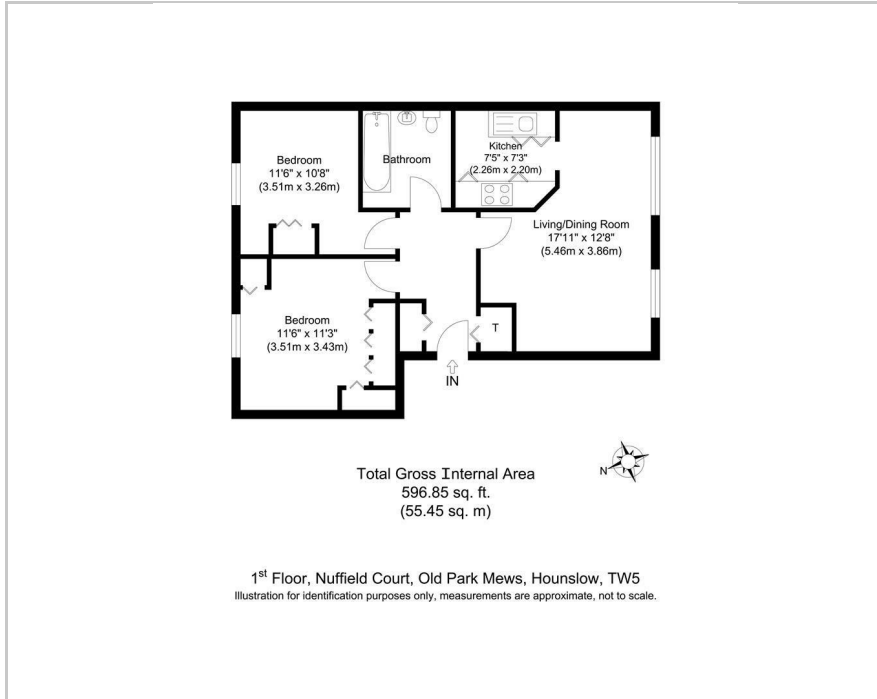 Bedroom
11'6" x 10'8"
(3.51m x 3.26m)
Bathroom
Kitchen
7'5" x 7'3"
(2.26m x 2.20m)
Living/Dining Room
17'11" x 12'8"
(5.46m x 3.86m)
Bedroom
11'6" x 11'3"
(3.51m x 3.43m)
T
IN
N
Total Gross Internal Area
596.85 sq. ft.
(55.45 sq. m)
1st Floor, Nuffield Court, Old Park Mews, Hounslow, TW5
Illustration for identification purposes only, measurements are approximate, not to scale.